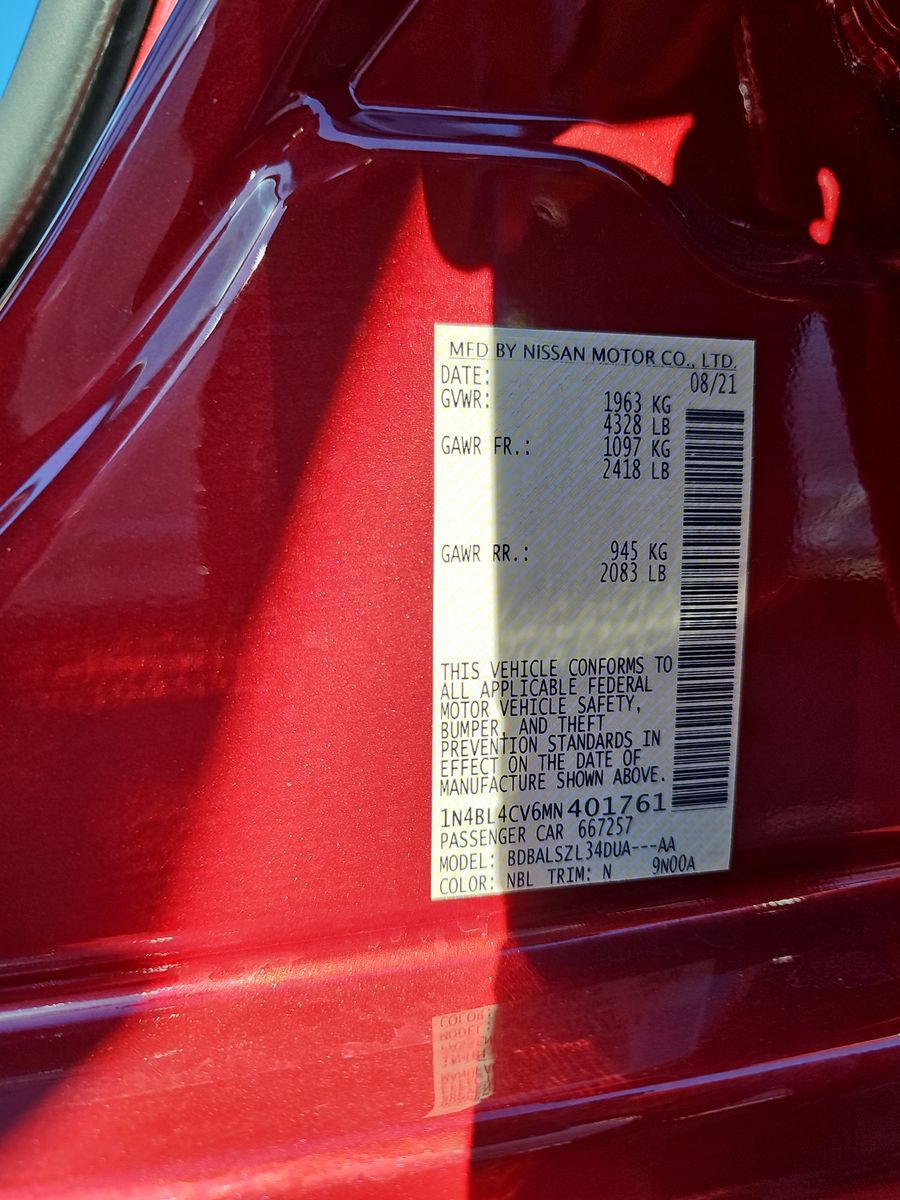 MFD BY NISSAN MOTOR CO., LTD.
DATE: 08/21
GVWR: 1963 KG
4328 LB
GAWR FR.: 1097 KG
2418 LB
GAWR RR.: 945 KG
2083 LB
THIS VEHICLE CONFORMS TO
ALL APPLICABLE FEDERAL
MOTOR VEHICLE SAFETY,
BUMPER, AND THEFT
PREVENTION STANDARDS IN
EFFECT ON THE DATE OF
MANUFACTURE SHOWN ABOVE.
1N4BL4CV6MN401761
PASSENGER CAR 667257
MODEL: BDBALSZL34DUA---AA
COLOR: NBL TRIM: N 9N00A